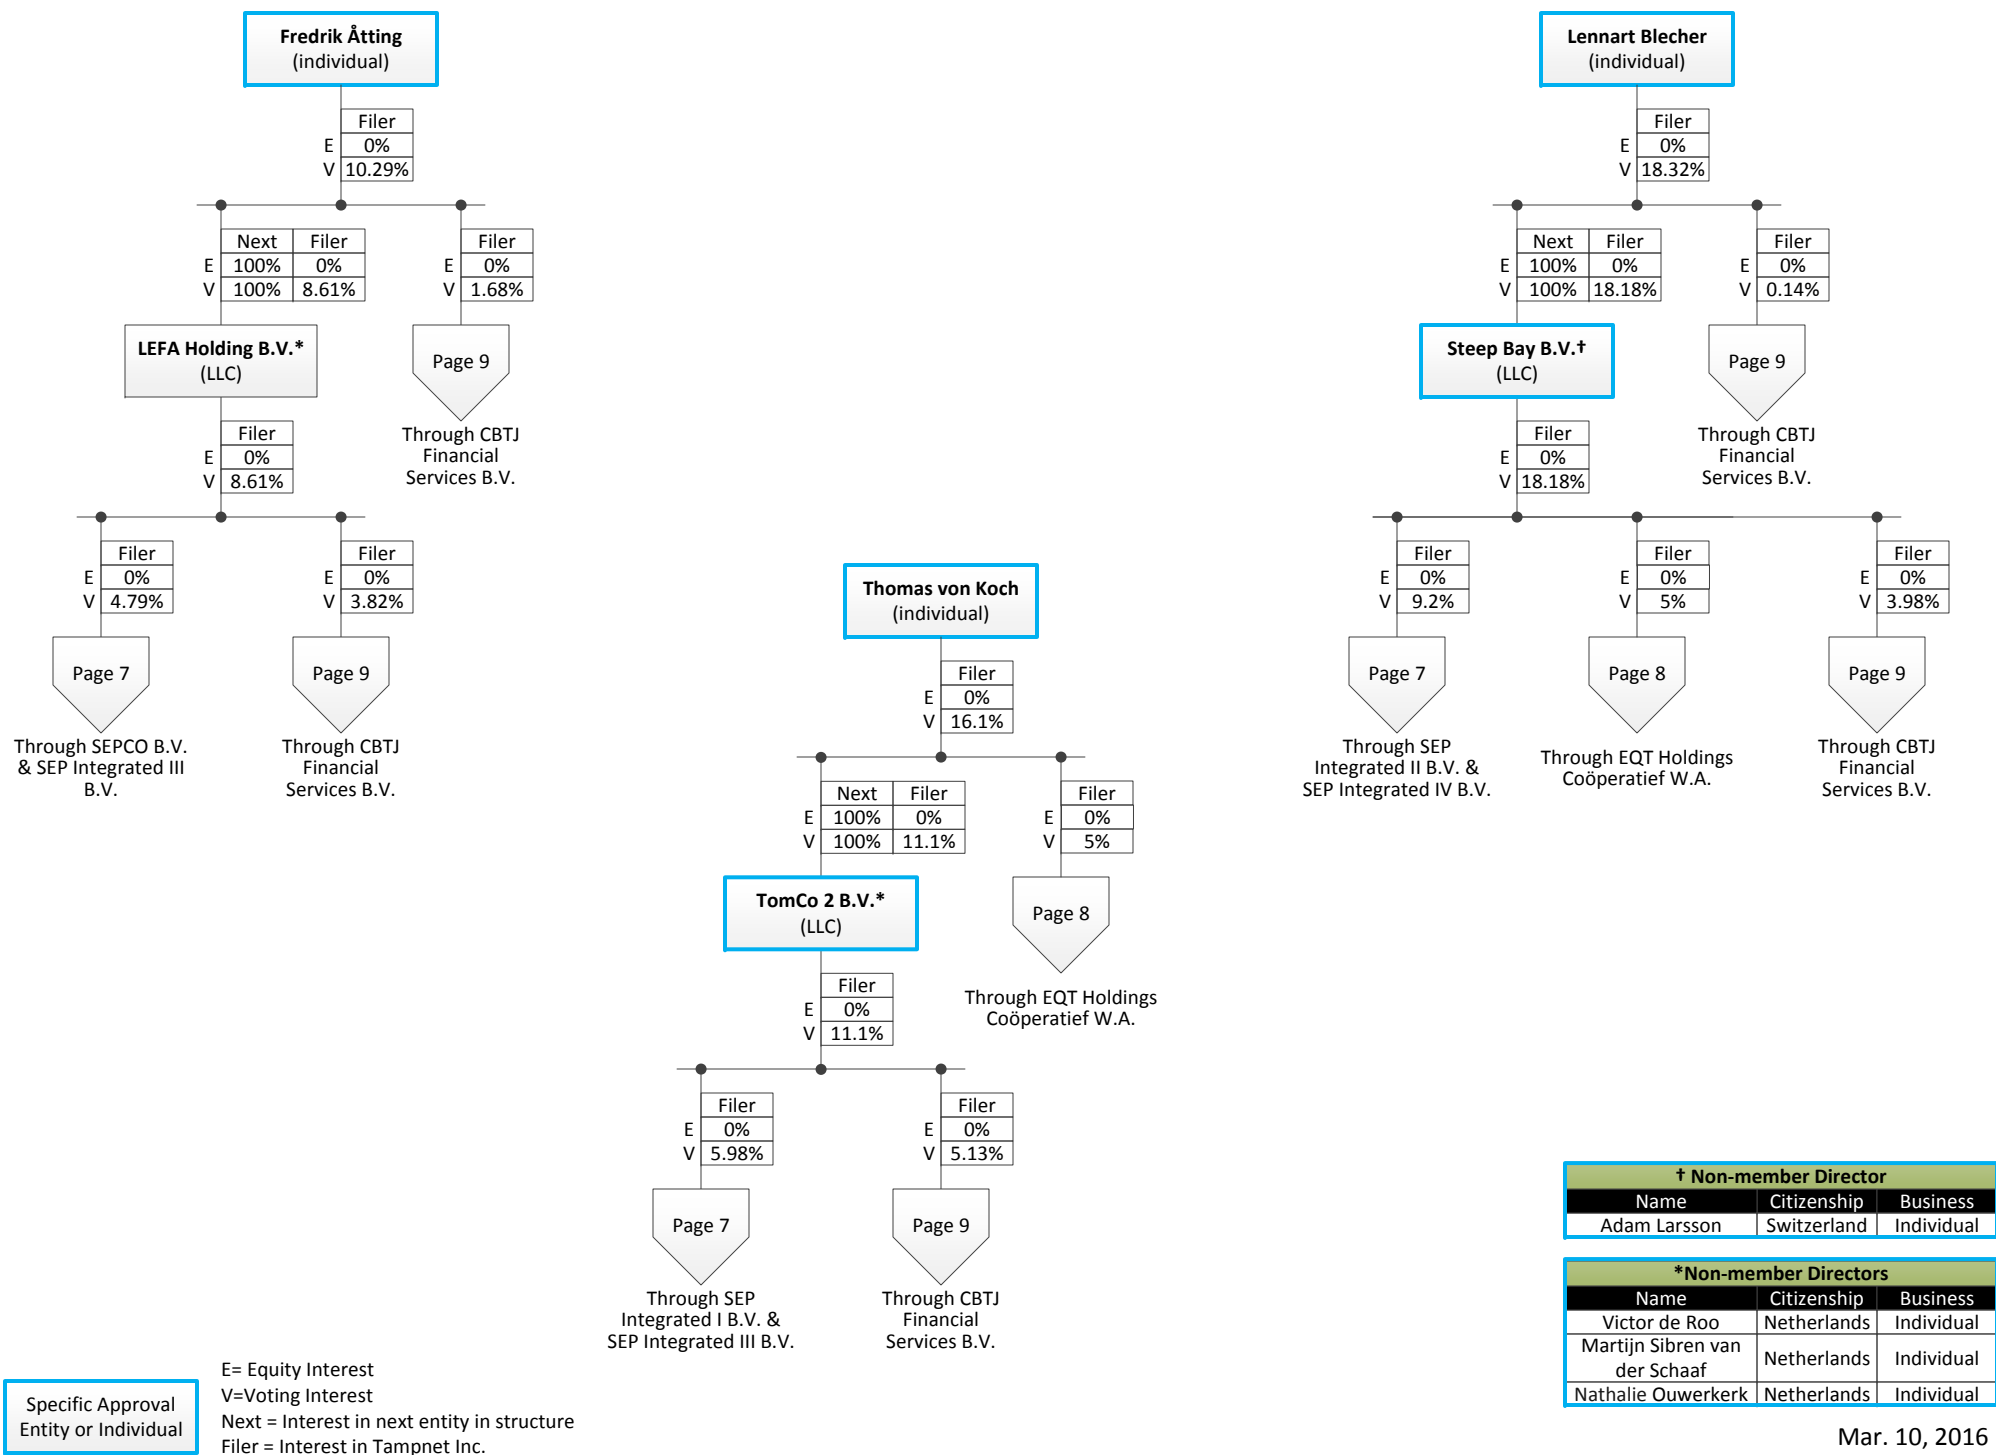 Fredrik Åtting
(individual)
Filer
E 0%
V 10.29%
Next Filer
E 100% 0%
V 100% 8.61%
Filer
E 0%
V 1.68%
LEFA Holding B.V.*
(LLC)
Page 9
Through CBTJ
Financial
Services B.V.
Filer
E 0%
V 8.61%
Filer
E 0%
V 4.79%
Filer
E 0%
V 3.82%
Page 7
Page 9
Through SEPCO B.V.
& SEP Integrated III
B.V.
Through CBTJ
Financial
Services B.V.
Thomas von Koch
(individual)
Filer
E 0%
V 16.1%
Next Filer
E 100% 0%
V 100% 11.1%
Filer
E 0%
V 5%
TomCo 2 B.V.*
(LLC)
Page 8
Through EQT Holdings
Coöperatief W.A.
Filer
E 0%
V 11.1%
Filer
E 0%
V 5.98%
Filer
E 0%
V 5.13%
Page 7
Page 9
Through SEP
Integrated I B.V. &
SEP Integrated III B.V.
Through CBTJ
Financial
Services B.V.
Lennart Blecher
(individual)
Filer
E 0%
V 18.32%
Next Filer
E 100% 0%
V 100% 18.18%
Filer
E 0%
V 0.14%
Steep Bay B.V.†
(LLC)
Page 9
Through CBTJ
Financial
Services B.V.
Filer
E 0%
V 18.18%
Filer
E 0%
V 9.2%
Filer
E 0%
V 5%
Filer
E 0%
V 3.98%
Page 7
Page 8
Page 9
Through SEP
Integrated II B.V. &
SEP Integrated IV B.V.
Through EQT Holdings
Coöperatief W.A.
Through CBTJ
Financial
Services B.V.
† Non-member Director
Name Citizenship Business
Adam Larsson Switzerland Individual
*Non-member Directors
Name Citizenship Business
Victor de Roo Netherlands Individual
Martijn Sibren van
der Schaaf Netherlands Individual
Nathalie Ouwerkerk Netherlands Individual
Specific Approval
Entity or Individual
E= Equity Interest
V=Voting Interest
Next = Interest in next entity in structure
Filer = Interest in Tampnet Inc.
Mar. 10, 2016